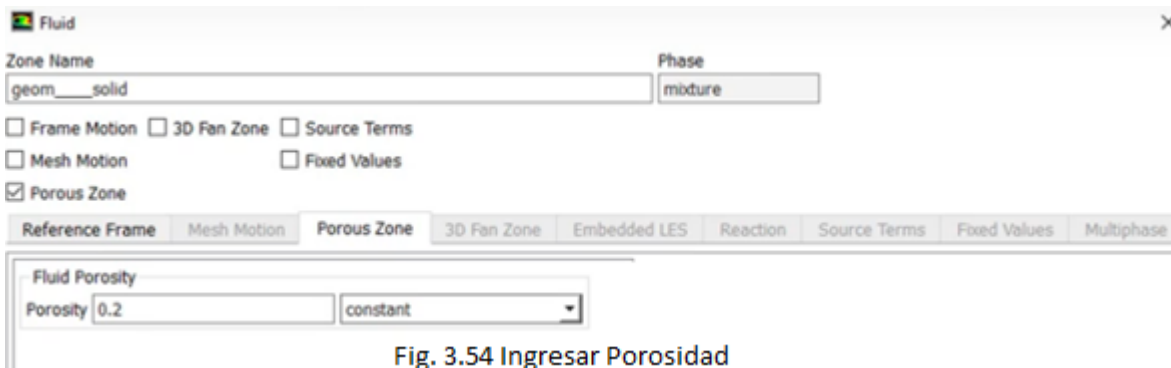 Fluid
Zone Name Phase
geom____solid mixture
Frame Motion 3D Fan Zone Source Terms
Mesh Motion Fixed Values
Porous Zone
Reference Frame Mesh Motion Porous Zone 3D Fan Zone Embedded LES Reaction Source Terms Fixed Values Multiphase
Fluid Porosity
Porosity 0.2 constant
Fig. 3.54 Ingresar Porosidad